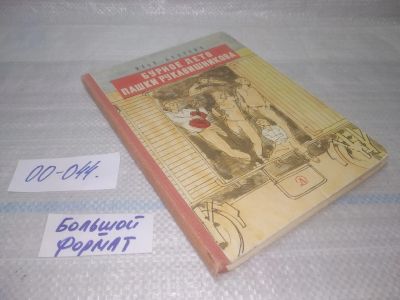 БУРНОЕ ЛЕТО
ПАШКИ РУКАВИШНИКОВА
Д
00-044.
БОЛЬШОЙ
ФОРМАТ